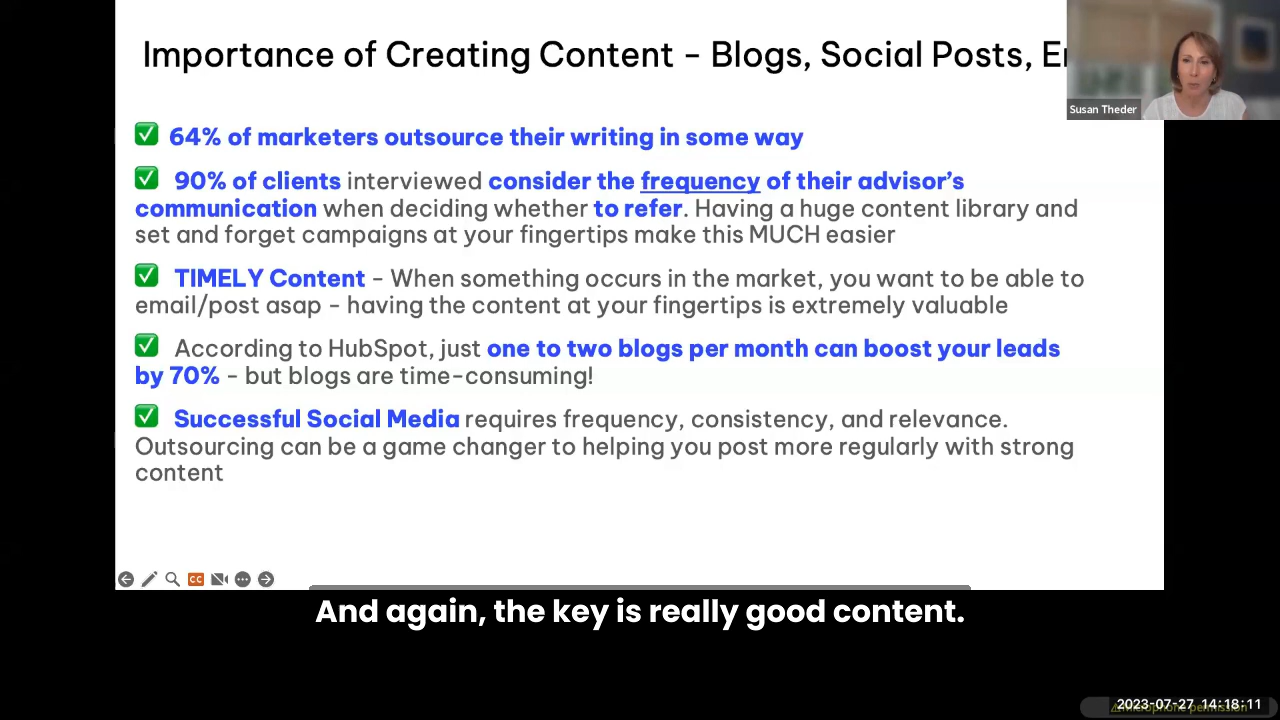 Importance of Creating Content – Blogs, Social Posts,
Susan Theder
✅ 64% of marketers outsource their writing in some way
✅ 90% of clients interviewed consider the frequency of their advisor's
communication when deciding whether to refer. Having a huge content library and
set and forget campaigns at your fingertips make this MUCH easier
✅ TIMELY Content – When something occurs in the market, you want to be able to
email/post asap – having the content at your fingertips is extremely valuable
✅ According to HubSpot, just one to two blogs per month can boost your leads
by 70% – but blogs are time-consuming!
✅ Successful Social Media requires frequency, consistency, and relevance.
Outsourcing can be a game changer to helping you post more regularly with strong
content
CC
And again, the key is really good content.
2023-07-27 14:18:11